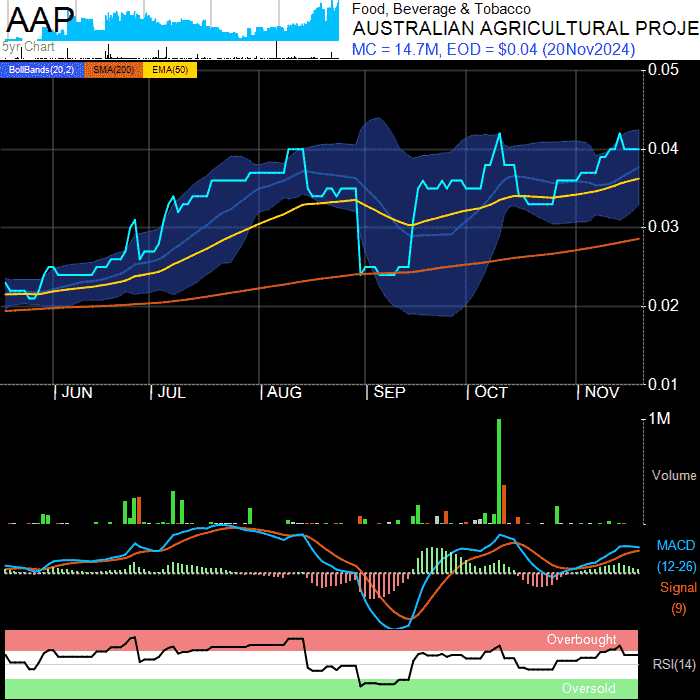 AAP
5yr Chart
Food, Beverage & Tobacco
AUSTRALIAN AGRICULTURAL PROJE
MC = 14.7M, EOD = $0.04 (20Nov2024)
BollBands(20,2) SMA(200) EMA(50)
0.05
0.04
0.03
0.02
0.01
JUN JUL AUG SEP OCT NOV
1M
Volume
MACD
(12-26)
Signal
(9)
Overbought
RSI(14)
Oversold